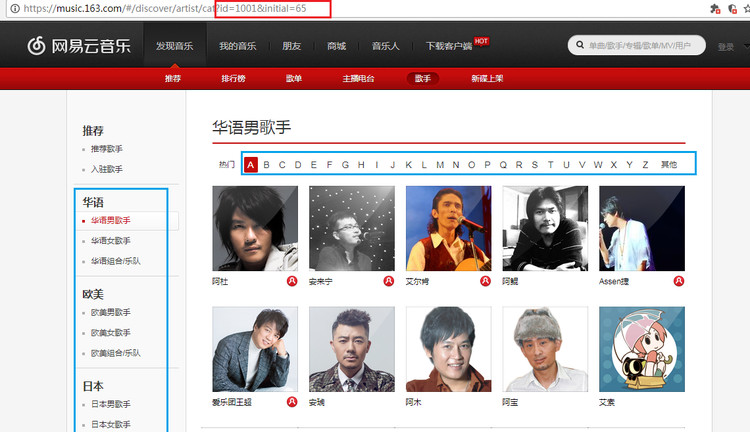 https://music.163.com/#/discover/artist/cat?id=1001&initial=65
网易云音乐
发现音乐 我的音乐 朋友 商城 音乐人 下载客户端 HOT
单曲/歌手/专辑/歌单/MV/用户
登录
推荐 排行榜 歌单 主播电台 歌手 新碟上架
推荐
推荐歌手
入驻歌手
华语
华语男歌手
华语女歌手
华语组合/乐队
欧美
欧美男歌手
欧美女歌手
欧美组合/乐队
日本
日本男歌手
日本女歌手
华语男歌手
热门 A B C D E F G H I J K L M N O P Q R S T U V W X Y Z 其他
阿杜 安来宁 艾尔肯 阿鲲 Assen捷
爱乐团王超 安琥 阿木 阿宝 艾索